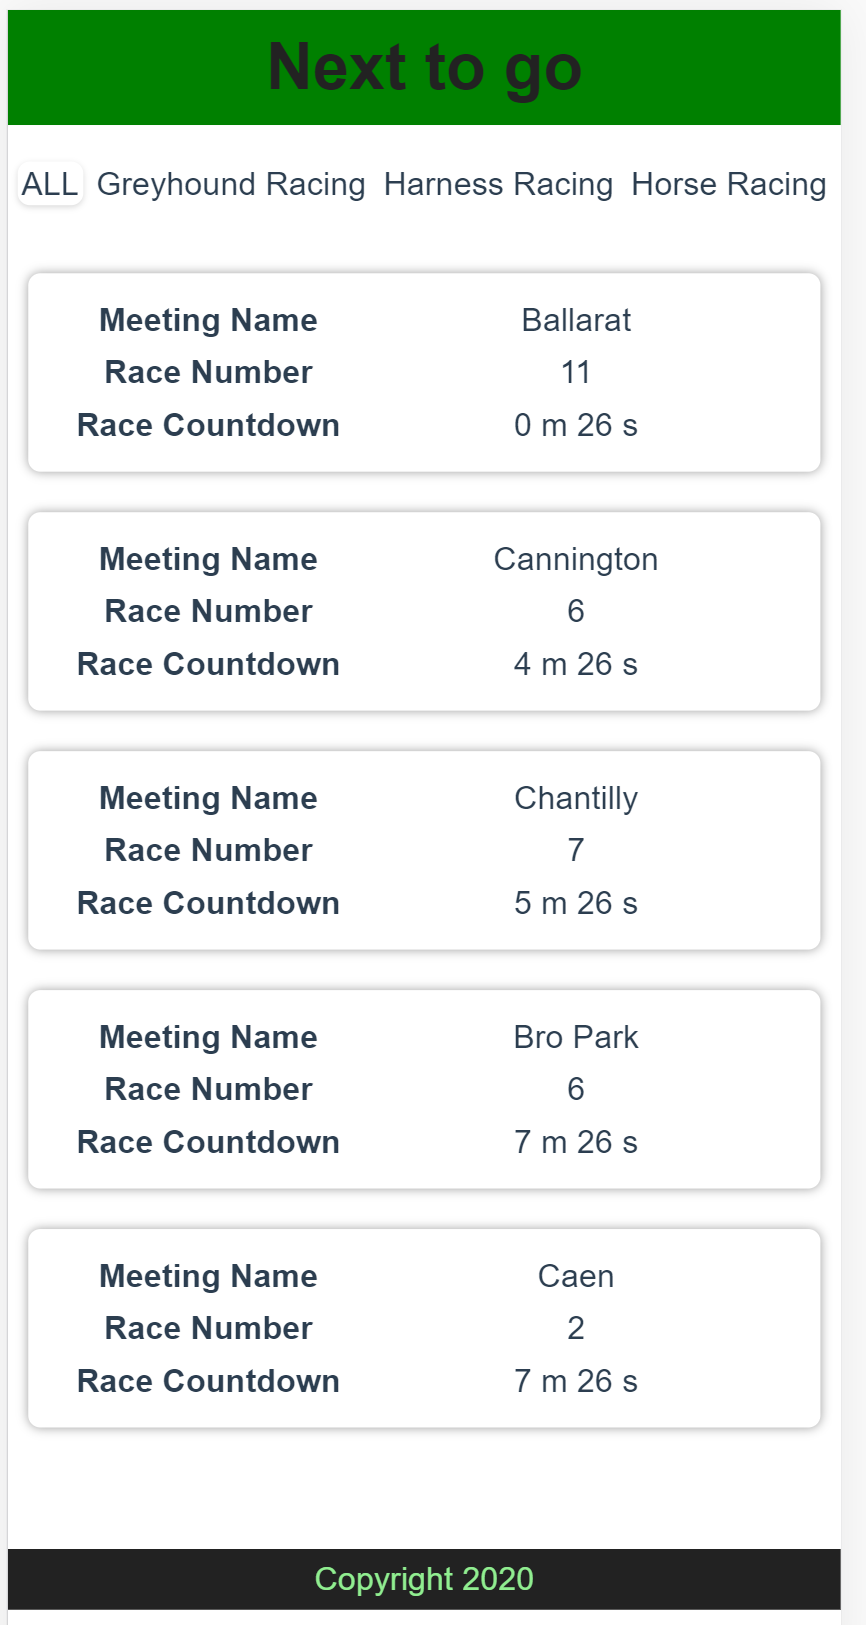 Next to go
ALL Greyhound Racing Harness Racing Horse Racing
Meeting Name Ballarat
Race Number 11
Race Countdown 0 m 26 s
Meeting Name Cannington
Race Number 6
Race Countdown 4 m 26 s
Meeting Name Chantilly
Race Number 7
Race Countdown 5 m 26 s
Meeting Name Bro Park
Race Number 6
Race Countdown 7 m 26 s
Meeting Name Caen
Race Number 2
Race Countdown 7 m 26 s
Copyright 2020